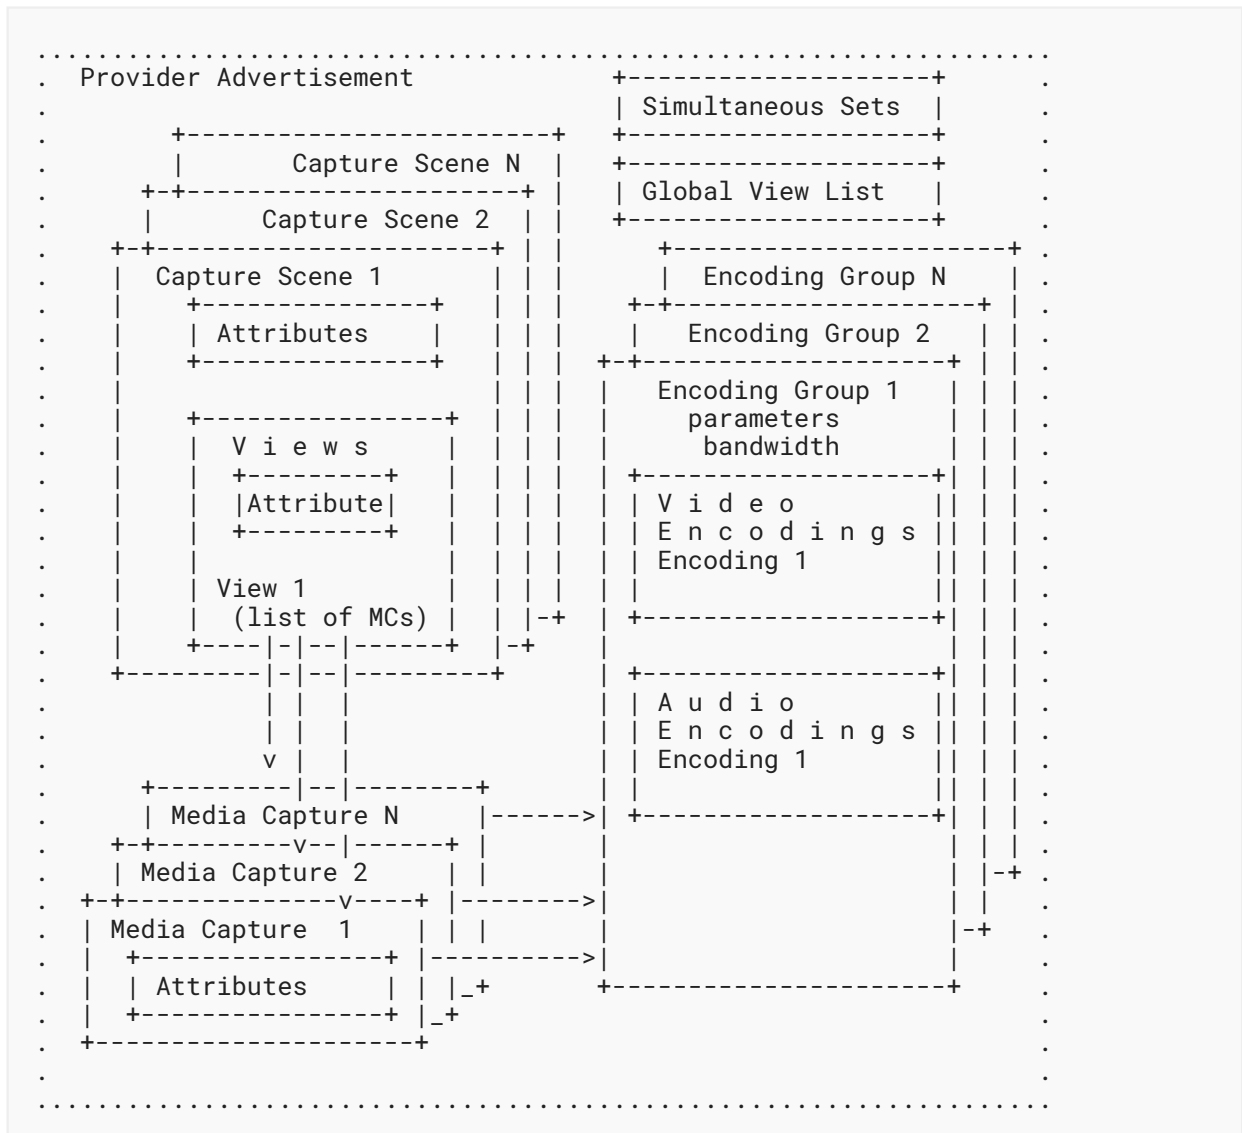 Provider Advertisement
Simultaneous Sets
Capture Scene N
Global View List
Capture Scene 2
Capture Scene 1
Encoding Group N
Attributes
Encoding Group 2
Encoding Group 1
parameters
V i e w s
bandwidth
|Attribute|
V i d e o
E n c o d i n g s
Encoding 1
View 1
(list of MCs)
A u d i o
E n c o d i n g s
Encoding 1
Media Capture N
Media Capture 2
Media Capture  1
Attributes